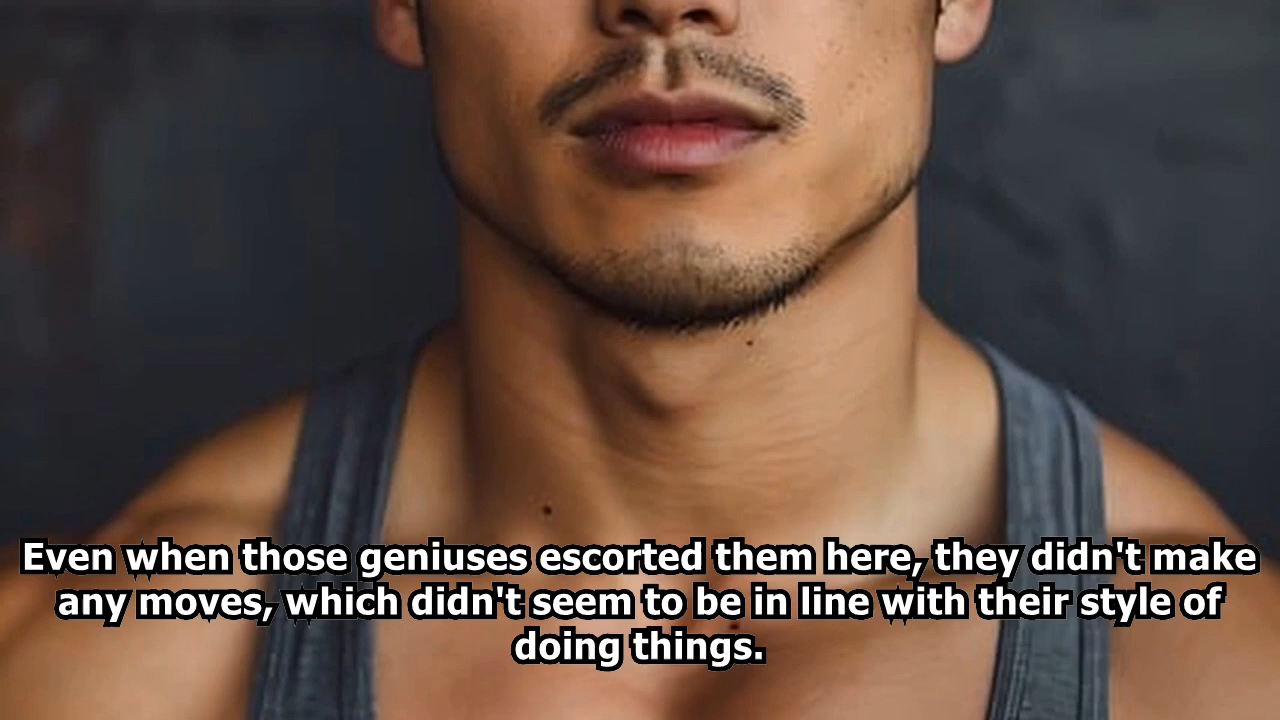 Even when those geniuses escorted them here, they didn't make
any moves, which didn't seem to be in line with their style of
doing things.